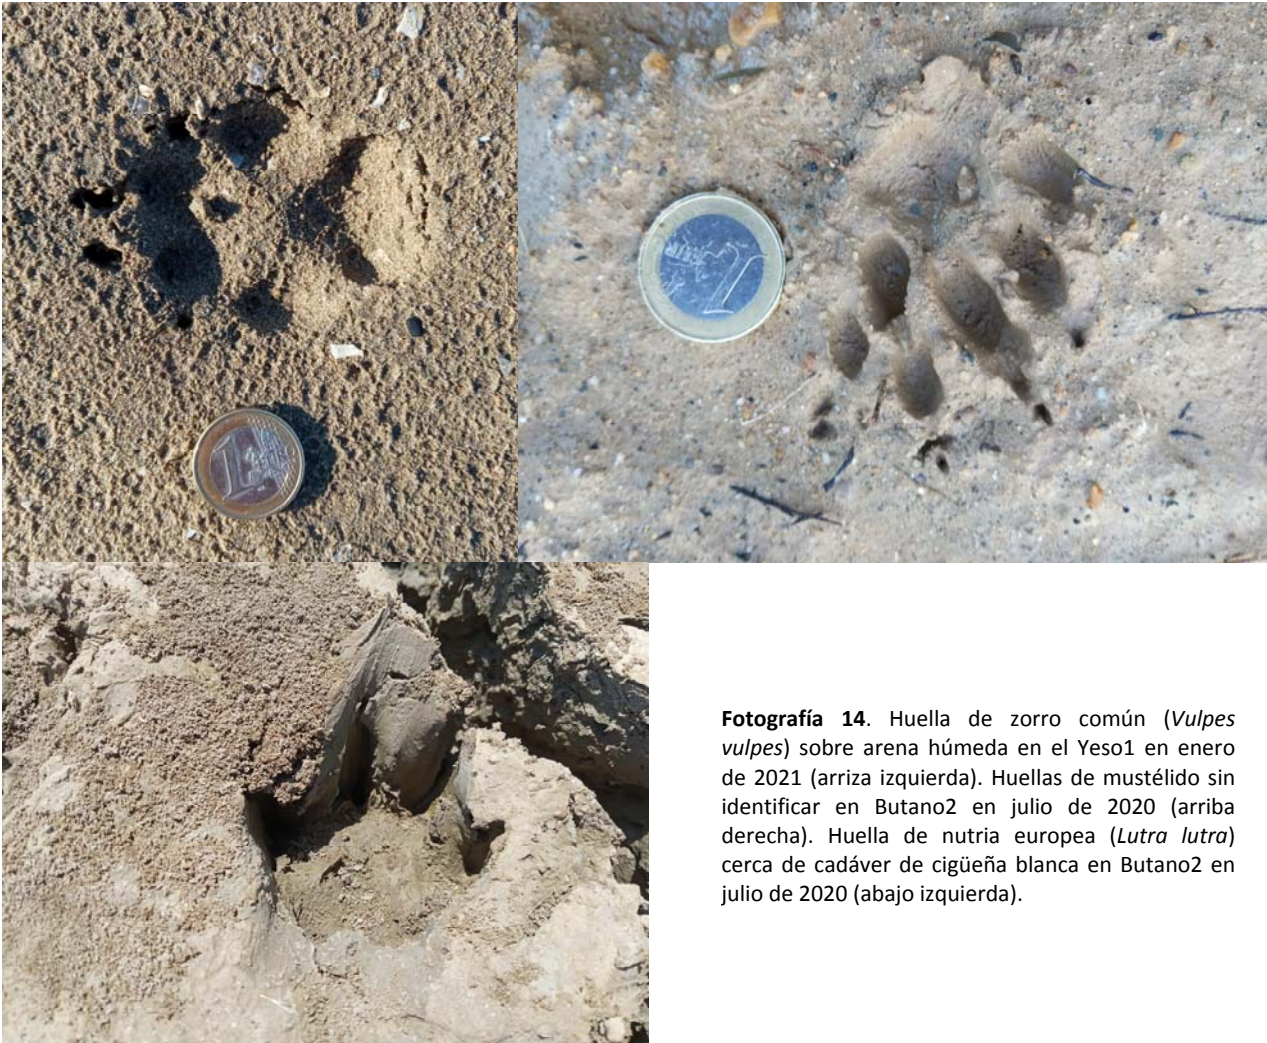 1
1
Fotografía 14. Huella de zorro común (Vulpes
vulpes) sobre arena húmeda en el Yeso1 en enero
de 2021 (arriza izquierda). Huellas de mustélido sin
identificar en Butano2 en julio de 2020 (arriba
derecha). Huella de nutria europea (Lutra lutra)
cerca de cadáver de cigüeña blanca en Butano2 en
julio de 2020 (abajo izquierda).